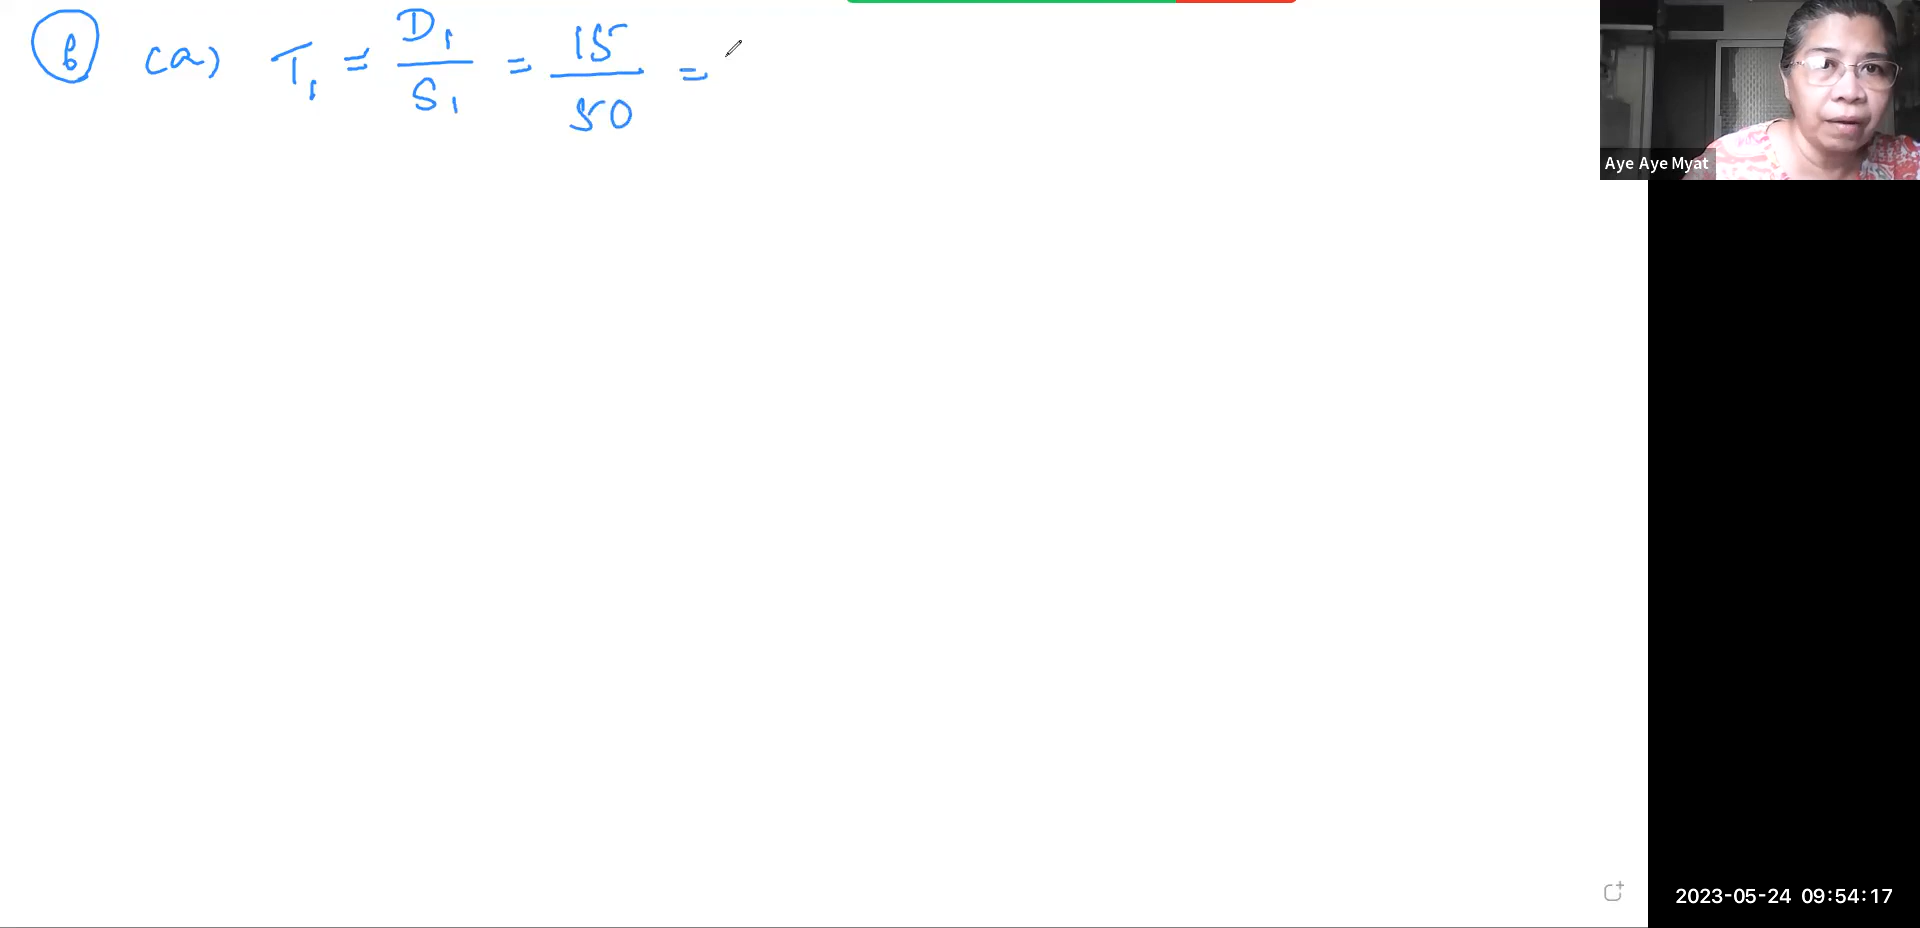 6 (a) T₁ = D₁/S₁ = 15/50 =
Aye Aye Myat
2023-05-24 09:54:17